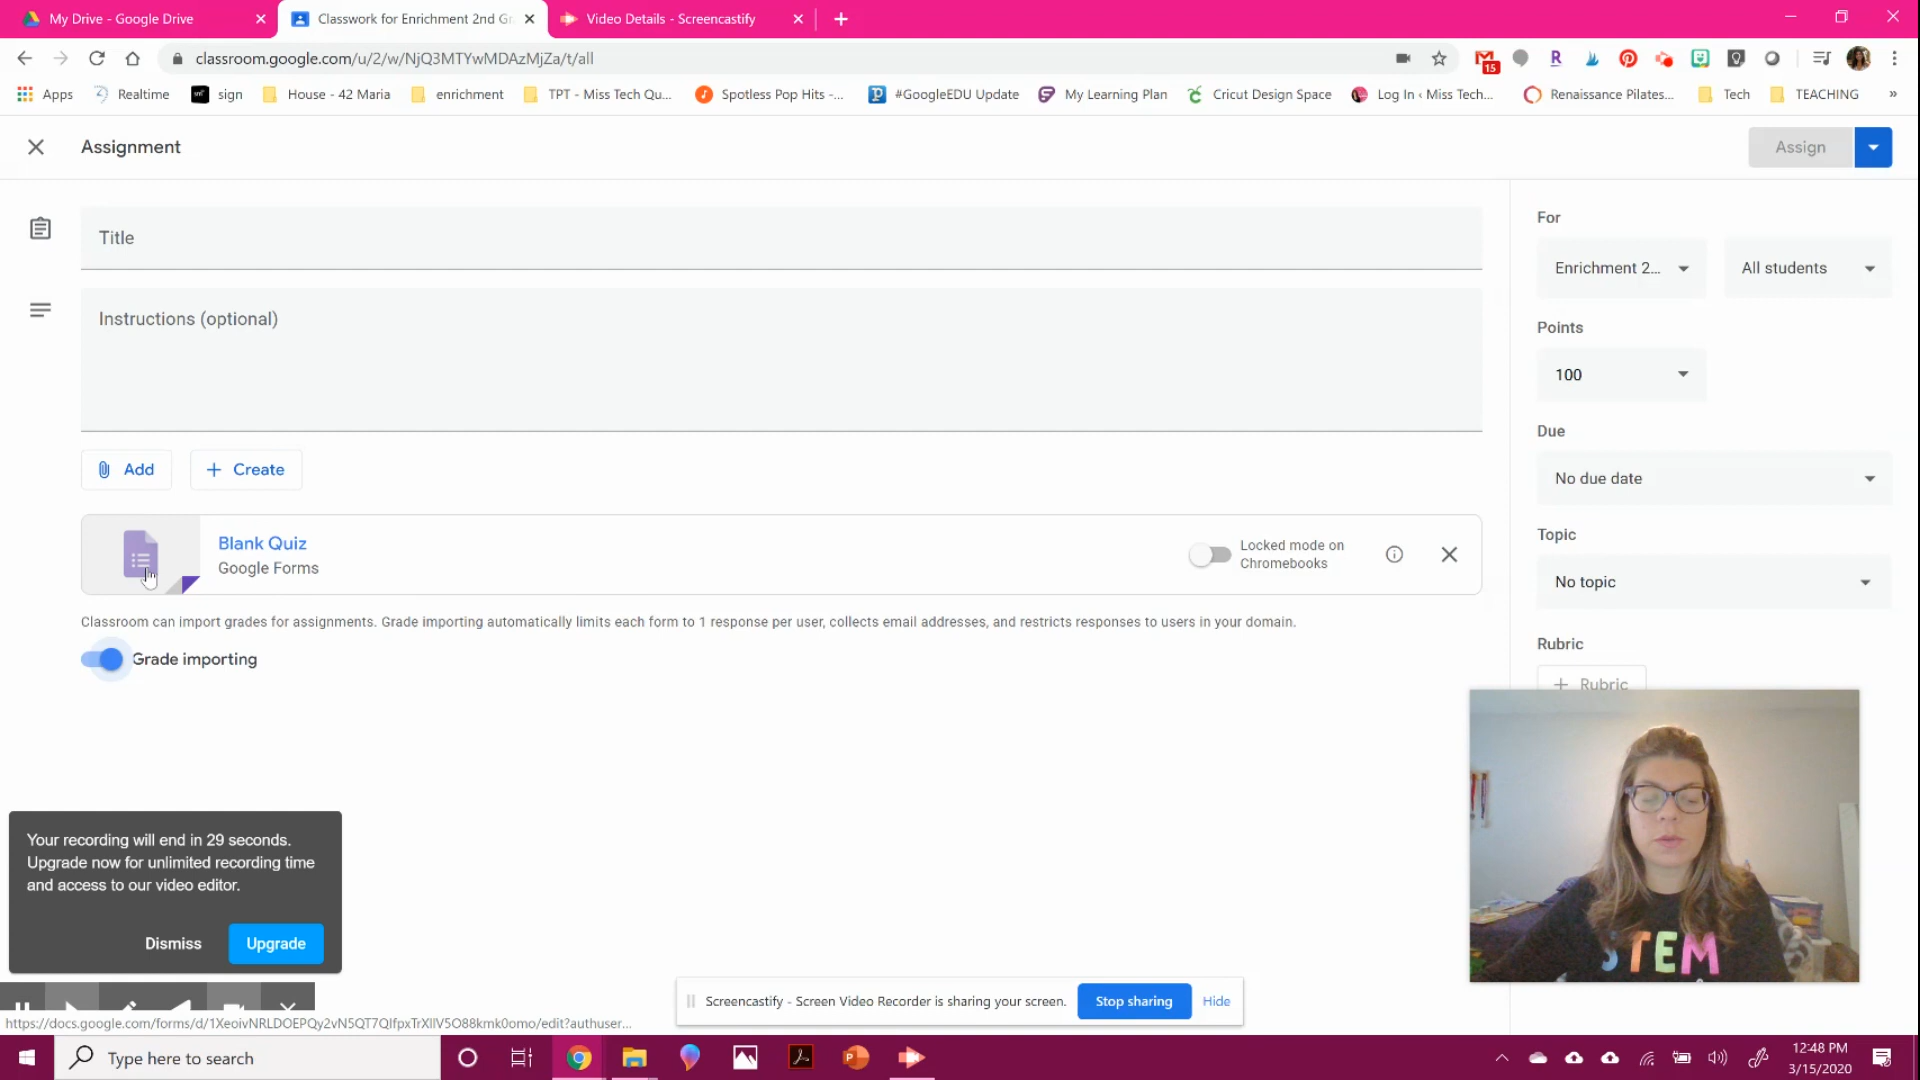 My Drive - Google Drive
Classwork for Enrichment 2nd Gr
Video Details - Screencastify
classroom.google.com/u/2/w/NjQ3MTYwMDAzMjZa/t/all
15
Apps
Realtime
sign
House - 42 Maria
enrichment
TPT - Miss Tech Qu...
Spotless Pop Hits -...
#GoogleEDU Update
My Learning Plan
Cricut Design Space
Log In ‹ Miss Tech...
Renaissance Pilates...
Tech
TEACHING
»
Assignment
Assign
Title
Instructions (optional)
Add
Create
Blank Quiz
Google Forms
Locked mode on
Chromebooks
Classroom can import grades for assignments. Grade importing automatically limits each form to 1 response per user, collects email addresses, and restricts responses to users in your domain.
Grade importing
For
Enrichment 2...
All students
Points
100
Due
No due date
Topic
No topic
Rubric
Rubric
STEM
Your recording will end in 29 seconds.
Upgrade now for unlimited recording time
and access to our video editor.
Dismiss
Upgrade
Screencastify - Screen Video Recorder is sharing your screen.
Stop sharing
Hide
https://docs.google.com/forms/d/1XeoivNRLDOEPQy2vN5QT7QIfpxTrXllV5O88kmk0omo/edit?authuser...
Type here to search
12:48 PM
3/15/2020